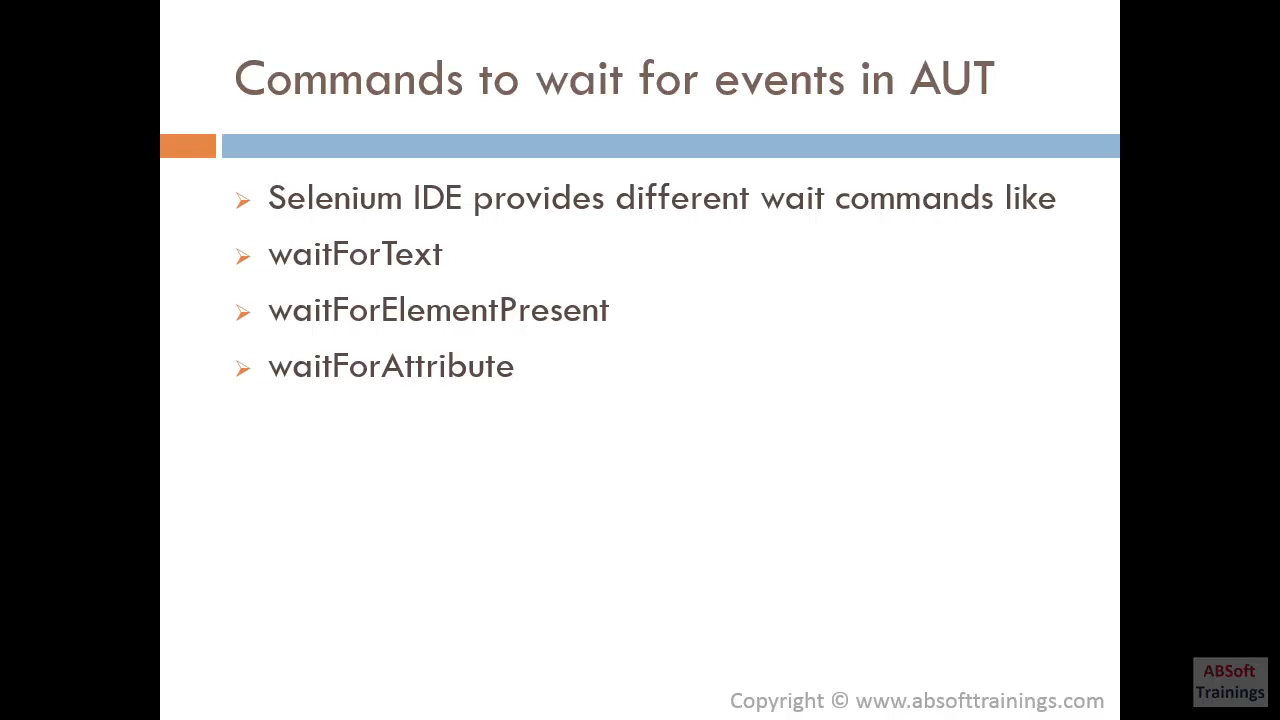 Commands to wait for events in AUT
Selenium IDE provides different wait commands like
waitForText
waitForElementPresent
waitForAttribute
Copyright © www.absofttrainings.com
ABSoft
Trainings